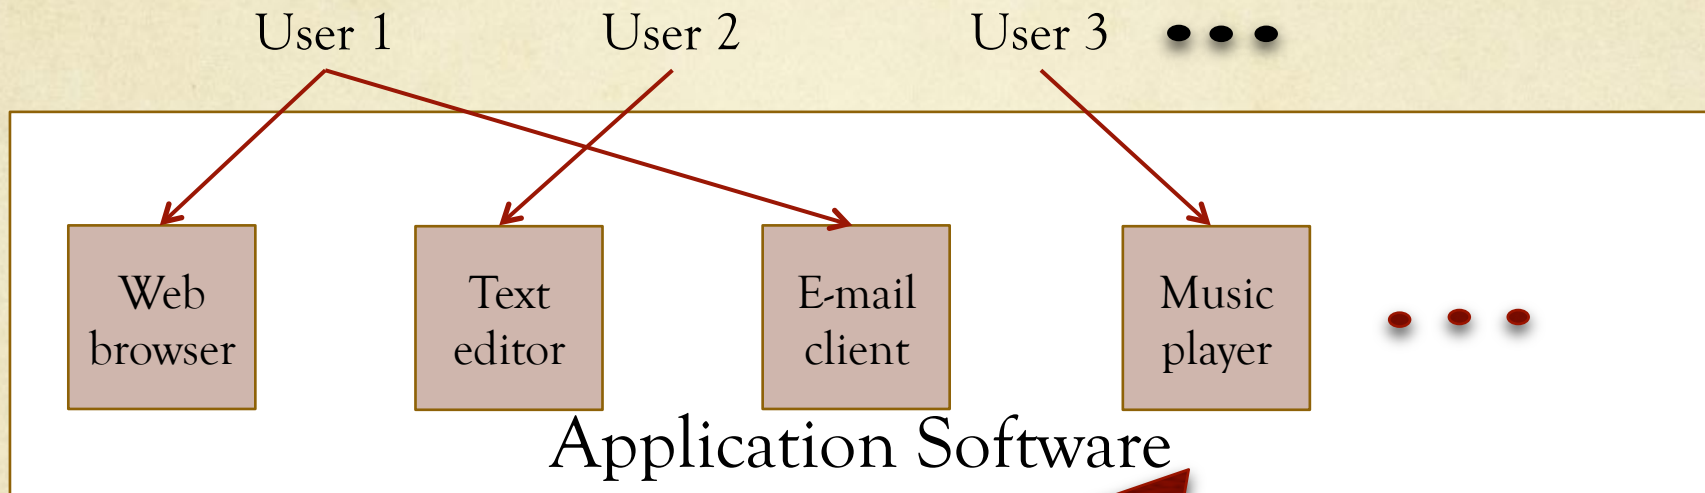 User 1
User 2
User 3
Web
browser
Text
editor
E-mail
client
Music
player
Application Software